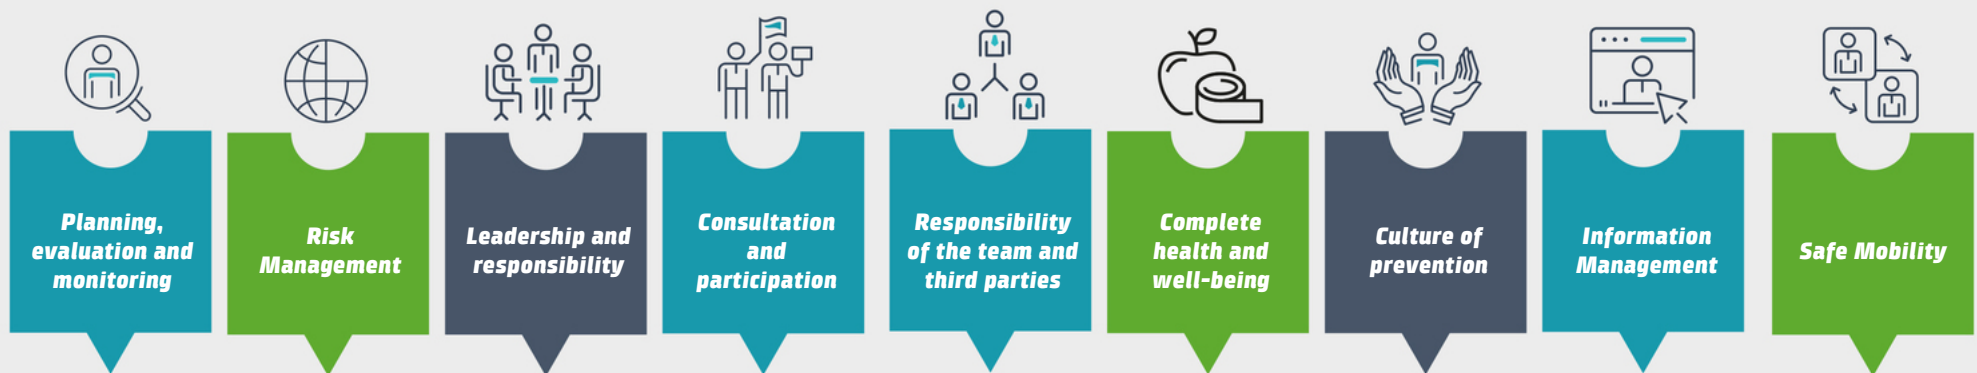 Planning,
evaluation and
monitoring
Risk
Management
Leadership and
responsibility
Consultation
and
participation
Responsibility
of the team and
third parties
Complete
health and
well-being
Culture of
prevention
Information
Management
Safe Mobility